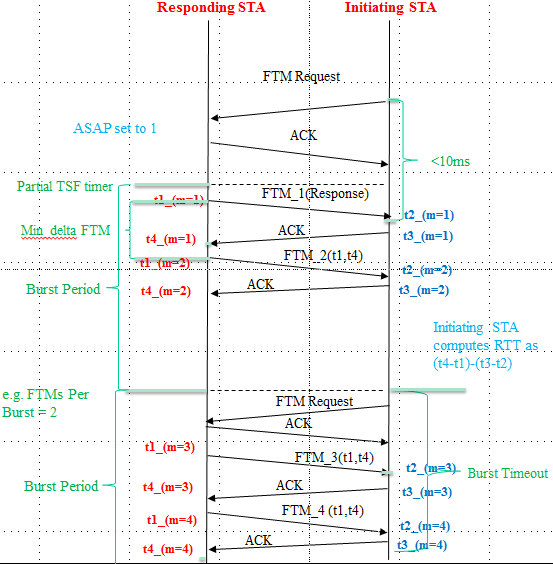 Responding STA
Initiating STA
FTM Request
ASAP set to 1
ACK
<10ms
Partial TSF timer
t1_(m=1)
FTM_1(Response)
t2_(m=1)
Min delta FTM
t4_(m=1)
ACK
t3_(m=1)
t1_(m=2)
FTM_2(t1,t4)
t2_(m=2)
Burst Period
t4_(m=2)
ACK
t3_(m=2)
Initiating STA
computes RTT as
(t4-t1)-(t3-t2)
e.g. FTMs Per
Burst = 2
FTM Request
ACK
t1_(m=3)
FTM_3(t1,t4)
t2_(m=3)
Burst Timeout
Burst Period
t4_(m=3)
ACK
t3_(m=3)
t1_(m=4)
FTM_4 (t1,t4)
t2_(m=4)
t4_(m=4)
ACK
t3_(m=4)